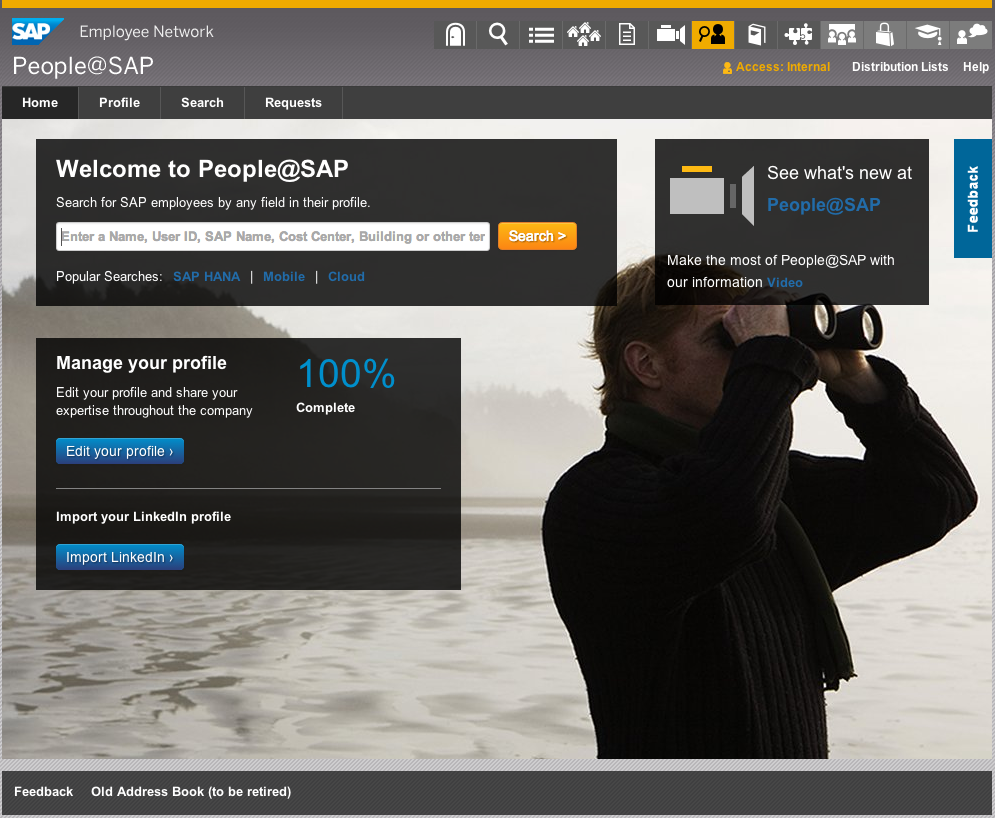 SAP Employee Network
People@SAP
Access: Internal Distribution Lists Help
Home Profile Search Requests
Welcome to People@SAP
Search for SAP employees by any field in their profile.
Enter a Name, User ID, SAP Name, Cost Center, Building or other ter
Search >
Popular Searches: SAP HANA | Mobile | Cloud
See what's new at
People@SAP
Make the most of People@SAP with
our information Video
Feedback
Manage your profile
Edit your profile and share your
expertise throughout the company
100%
Complete
Edit your profile ›
Import your LinkedIn profile
Import LinkedIn ›
Feedback Old Address Book (to be retired)